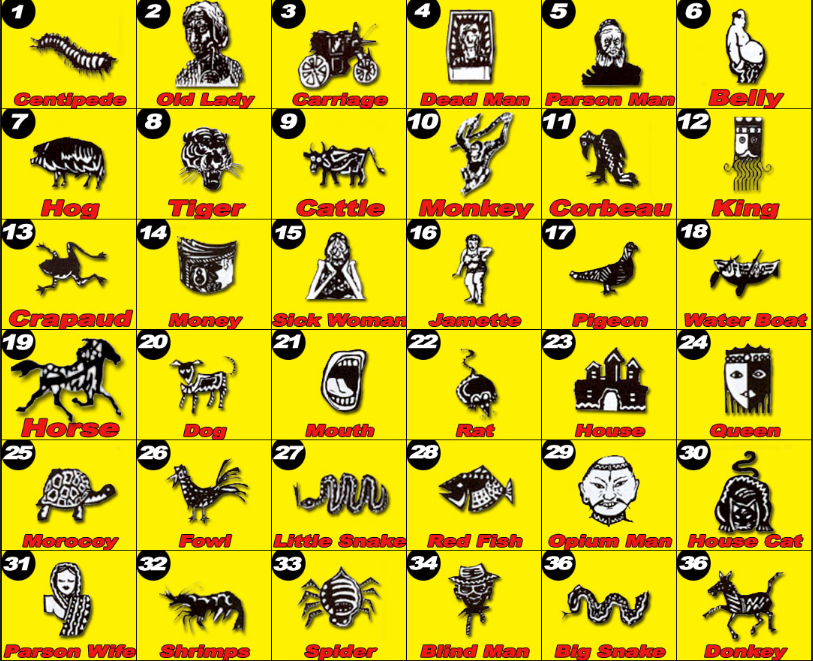 1
Centipede
2
Old Lady
3
Carriage
4
Dead Man
5
Parson Man
6
Belly
7
Hog
8
Tiger
9
Cattle
10
Monkey
11
Corbeau
12
King
13
Crapaud
14
Money
15
Sick Woman
16
Jamette
17
Pigeon
18
Water Boat
19
Horse
20
Dog
21
Mouth
22
Rat
23
House
24
Queen
25
Morocoy
26
Fowl
27
Little Snake
28
Red Fish
29
Opium Man
30
House Cat
31
Parson Wife
32
Shrimps
33
Spider
34
Blind Man
36
Big Snake
36
Donkey